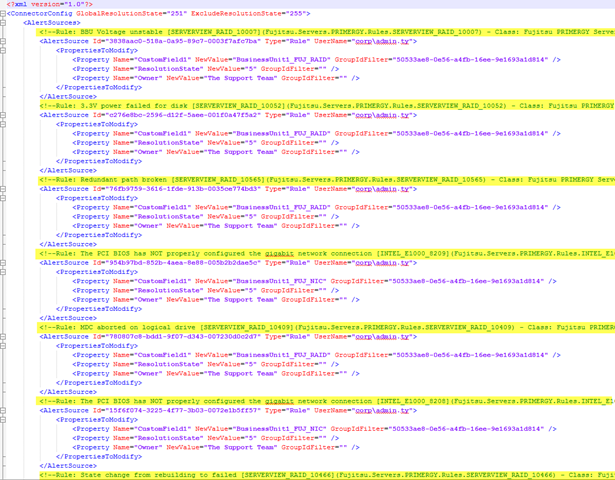 <?xml version="1.0"?>
<ConnectorConfig GlobalResolutionState="251" ExcludeResolutionState="255">
<AlertSources>
<!--Rule: BBU Voltage unstable [SERVERVIEW_RAID_10007](Fujitsu.Servers.PRIMERGY.Rules.SERVERVIEW_RAID_10007) - Class: Fujitsu PRIMERGY Serve
<AlertSource Id="3838aac0-518a-0a95-89c7-0003f7afc7ba" Type="Rule" UserName="corp\admin.ty">
<PropertiesToModify>
<Property Name="CustomField1" NewValue="BusinessUnit1_FUJ_RAID" GroupIdFilter="50533ae8-0e56-a4fb-16ee-9e1693a1d814" />
<Property Name="ResolutionState" NewValue="5" GroupIdFilter="" />
<Property Name="Owner" NewValue="The Support Team" GroupIdFilter="" />
</PropertiesToModify>
</AlertSource>
<!--Rule: 3.3V power failed for disk [SERVERVIEW_RAID_10052](Fujitsu.Servers.PRIMERGY.Rules.SERVERVIEW_RAID_10052) - Class: Fujitsu PRIMERGY
<AlertSource Id="c276e8bc-2596-d12f-5aee-001f0a47f5a2" Type="Rule" UserName="corp\admin.ty">
<PropertiesToModify>
<Property Name="CustomField1" NewValue="BusinessUnit1_FUJ_RAID" GroupIdFilter="50533ae8-0e56-a4fb-16ee-9e1693a1d814" />
<Property Name="ResolutionState" NewValue="5" GroupIdFilter="" />
<Property Name="Owner" NewValue="The Support Team" GroupIdFilter="" />
</PropertiesToModify>
</AlertSource>
<!--Rule: Redundant path broken [SERVERVIEW_RAID_10565](Fujitsu.Servers.PRIMERGY.Rules.SERVERVIEW_RAID_10565) - Class: Fujitsu PRIMERGY Serv
<AlertSource Id="76fb9759-3616-1fde-913b-0035ce774bd3" Type="Rule" UserName="corp\admin.ty">
<PropertiesToModify>
<Property Name="CustomField1" NewValue="BusinessUnit1_FUJ_RAID" GroupIdFilter="50533ae8-0e56-a4fb-16ee-9e1693a1d814" />
<Property Name="ResolutionState" NewValue="5" GroupIdFilter="" />
<Property Name="Owner" NewValue="The Support Team" GroupIdFilter="" />
</PropertiesToModify>
</AlertSource>
<!--Rule: The PCI BIOS has NOT properly configured the gigabit network connection [INTEL_E1000_8209](Fujitsu.Servers.PRIMERGY.Rules.INTEL_E1
<AlertSource Id="954b97bd-852b-4aea-8e88-005b2b2dae5c" Type="Rule" UserName="corp\admin.ty">
<PropertiesToModify>
<Property Name="CustomField1" NewValue="BusinessUnit1_FUJ_NIC" GroupIdFilter="50533ae8-0e56-a4fb-16ee-9e1693a1d814" />
<Property Name="ResolutionState" NewValue="5" GroupIdFilter="" />
<Property Name="Owner" NewValue="The Support Team" GroupIdFilter="" />
</PropertiesToModify>
</AlertSource>
<!--Rule: MDC aborted on logical drive [SERVERVIEW_RAID_10409](Fujitsu.Servers.PRIMERGY.Rules.SERVERVIEW_RAID_10409) - Class: Fujitsu PRIMER
<AlertSource Id="780807c8-bdd1-9f07-d343-007230d0c2d7" Type="Rule" UserName="corp\admin.ty">
<PropertiesToModify>
<Property Name="CustomField1" NewValue="BusinessUnit1_FUJ_RAID" GroupIdFilter="50533ae8-0e56-a4fb-16ee-9e1693a1d814" />
<Property Name="ResolutionState" NewValue="5" GroupIdFilter="" />
<Property Name="Owner" NewValue="The Support Team" GroupIdFilter="" />
</PropertiesToModify>
</AlertSource>
<!--Rule: The PCI BIOS has NOT properly configured the gigabit network connection [INTEL_E1000_8208](Fujitsu.Servers.PRIMERGY.Rules.INTEL_E1
<AlertSource Id="15f6f074-3225-4f77-3b03-0072e1b5ff57" Type="Rule" UserName="corp\admin.ty">
<PropertiesToModify>
<Property Name="CustomField1" NewValue="BusinessUnit1_FUJ_NIC" GroupIdFilter="50533ae8-0e56-a4fb-16ee-9e1693a1d814" />
<Property Name="ResolutionState" NewValue="5" GroupIdFilter="" />
<Property Name="Owner" NewValue="The Support Team" GroupIdFilter="" />
</PropertiesToModify>
</AlertSource>
<!--Rule: State change from rebuilding to failed [SERVERVIEW_RAID_10466](Fujitsu.Servers.PRIMERGY.Rules.SERVERVIEW_RAID_10466) - Class: Fuji